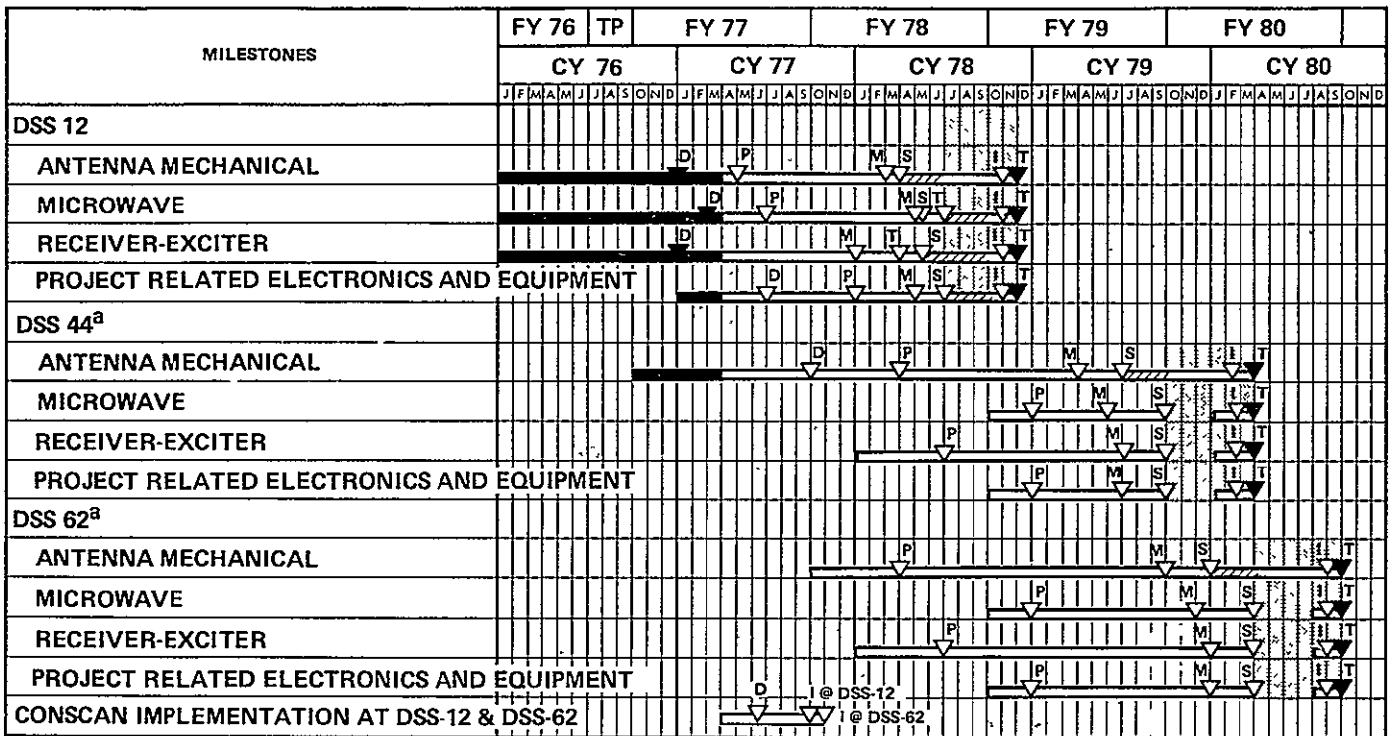 MILESTONES
FY 76 TP FY 77 FY 78 FY 79 FY 80
CY 76 CY 77 CY 78 CY 79 CY 80
J F M A M J J A S O N D J F M A M J J A S O N D J F M A M J J A S O N D J F M A M J J A S O N D J F M A M J J A S O N D
DSS 12
ANTENNA MECHANICAL D P M S I T
MICROWAVE D P M S T I T
RECEIVER-EXCITER D M T S I T
PROJECT RELATED ELECTRONICS AND EQUIPMENT D P M S I T
DSS 44a
ANTENNA MECHANICAL D P M S I T
MICROWAVE P M S I T
RECEIVER-EXCITER P M S I T
PROJECT RELATED ELECTRONICS AND EQUIPMENT P M S I T
DSS 62a
ANTENNA MECHANICAL P M S I T
MICROWAVE P M S I T
RECEIVER-EXCITER P M S I T
PROJECT RELATED ELECTRONICS AND EQUIPMENT P M S I T
CONSCAN IMPLEMENTATION AT DSS-12 & DSS-62 D I @ DSS-12
I @ DSS-62